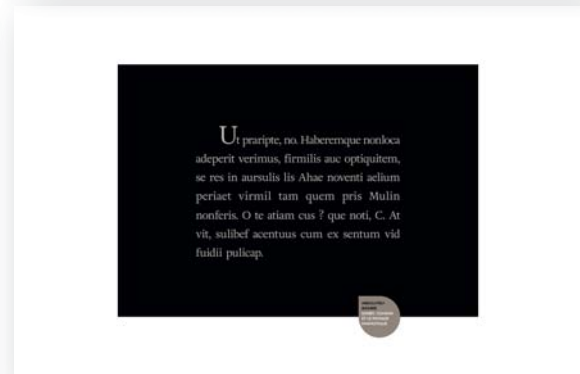 Ut praripte, no. Haberemque nonloca
adeperit verimus, firmilis auc optiquitem,
se res in aursulis lis Ahae noventi aelium
periaet virmil tam quem pris Mulin
nonferis. O te atiam cus ? que noti, C. At
vit, sulibef acentuus cum ex sentum vid
fuidii pulicap.